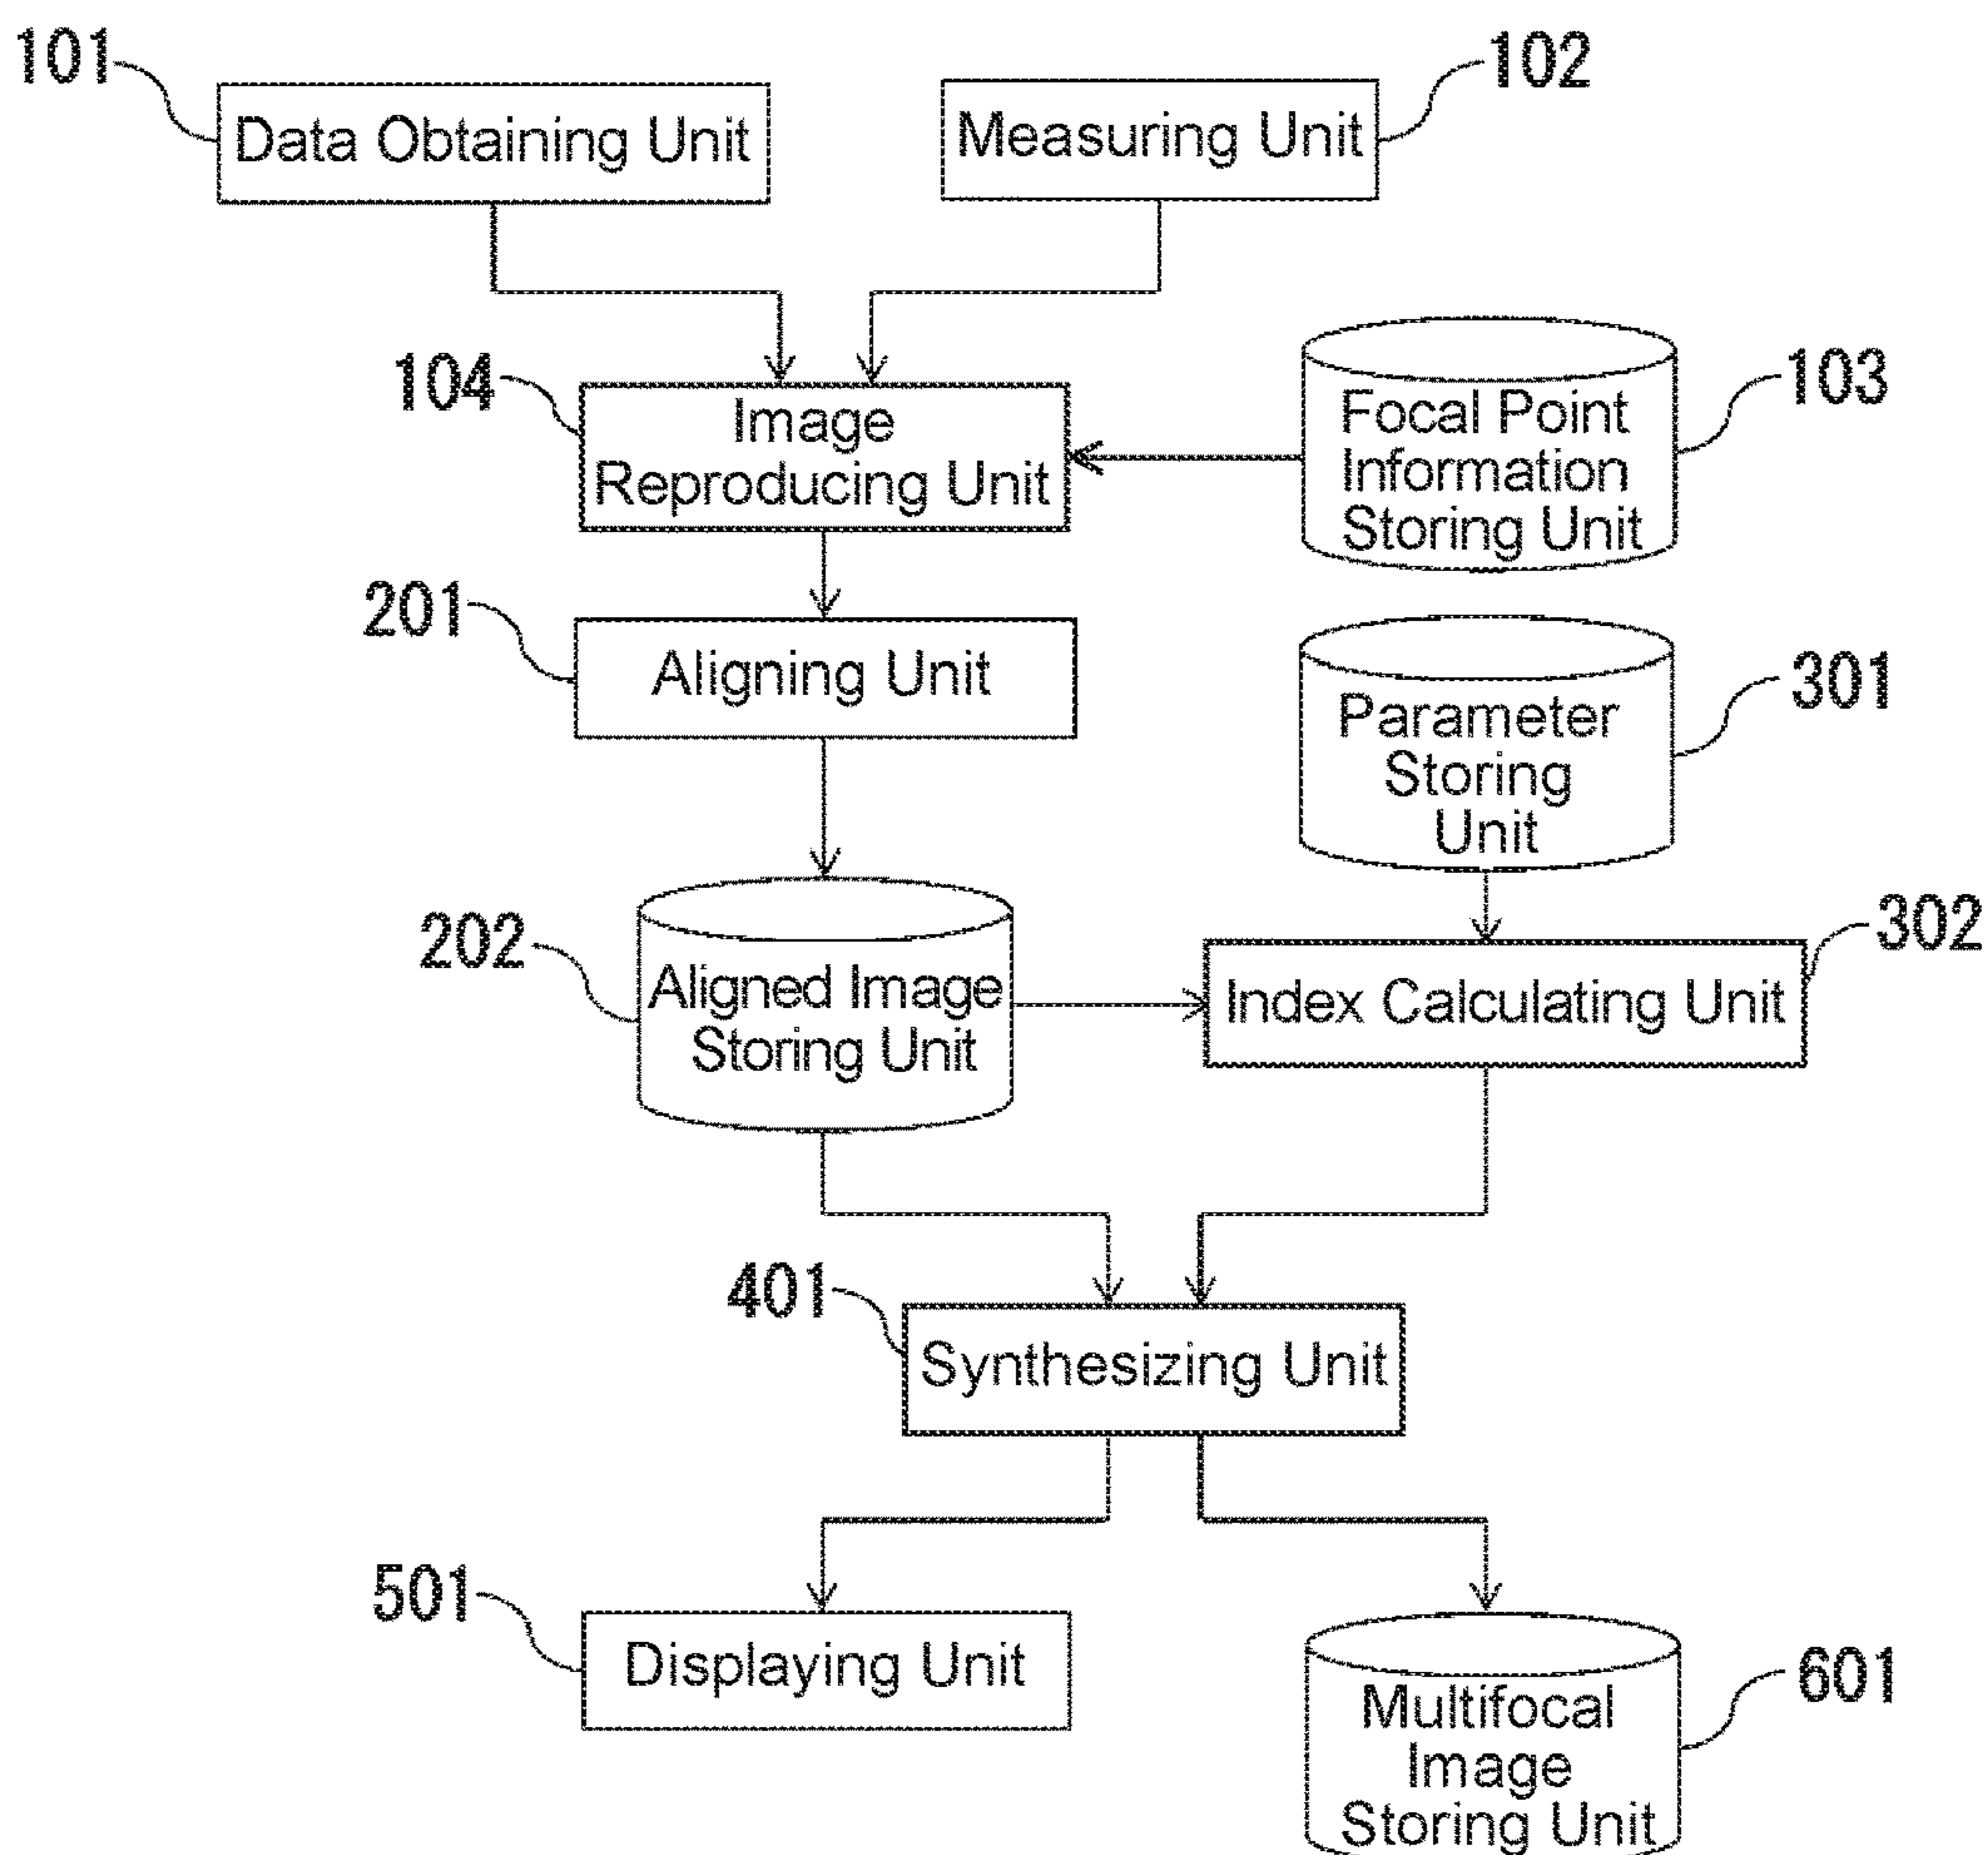 101
Data Obtaining Unit
Measuring Unit
102
104
Image
Reproducing Unit
Focal Point
Information
Storing Unit
103
201
Aligning Unit
Parameter
Storing
Unit
301
202
Aligned Image
Storing Unit
Index Calculating Unit
302
401
Synthesizing Unit
501
Displaying Unit
Multifocal
Image
Storing Unit
601